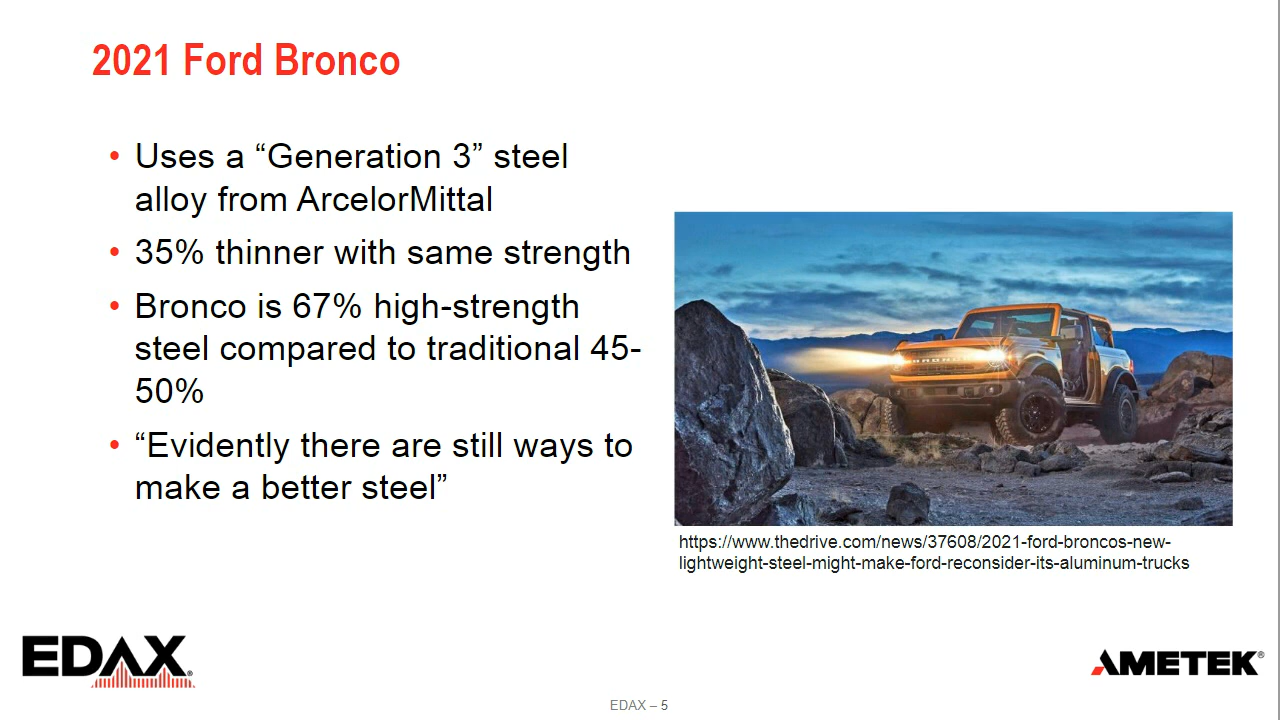 2021 Ford Bronco
• Uses a “Generation 3” steel
alloy from ArcelorMittal
• 35% thinner with same strength
• Bronco is 67% high-strength
steel compared to traditional 45-
50%
• “Evidently there are still ways to
make a better steel”
BRONCO
https://www.thedrive.com/news/37608/2021-ford-broncos-new-
lightweight-steel-might-make-ford-reconsider-its-aluminum-trucks
EDAX®
AMETEK®
EDAX – 5